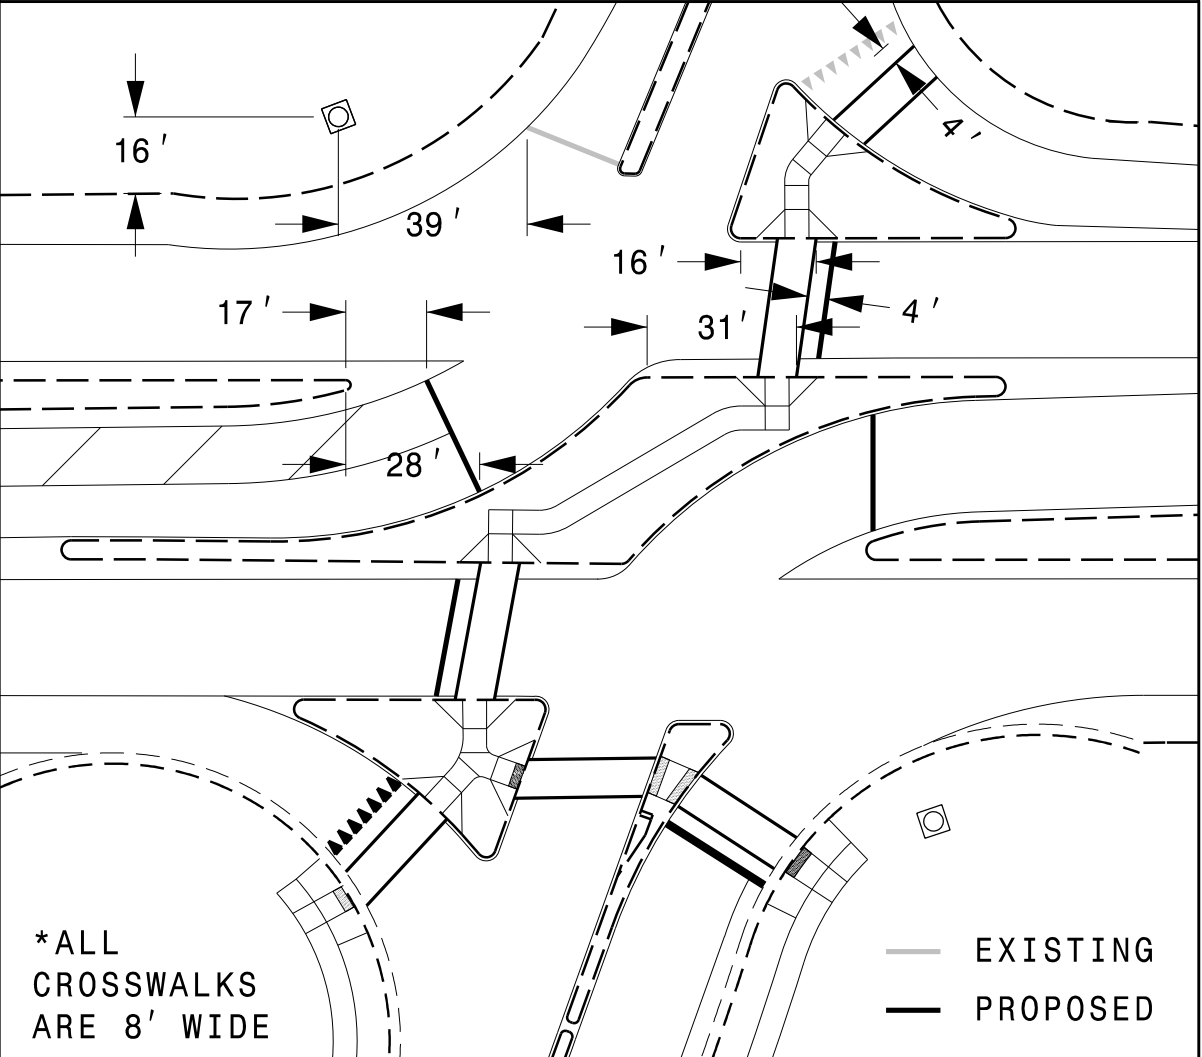 4'
16'
39'
16'
17'
4'
31'
28'
*ALL
CROSSWALKS
ARE 8' WIDE
EXISTING
PROPOSED